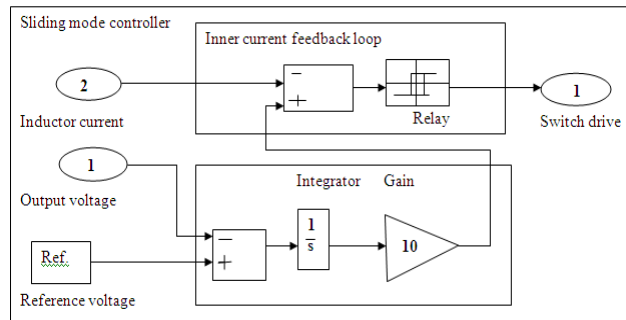 Sliding mode controller
Inner current feedback loop
2
−
+
1
Inductor current
Relay
Switch drive
1
Integrator Gain
Output voltage
−
+
1
s
10
Ref.
Reference voltage